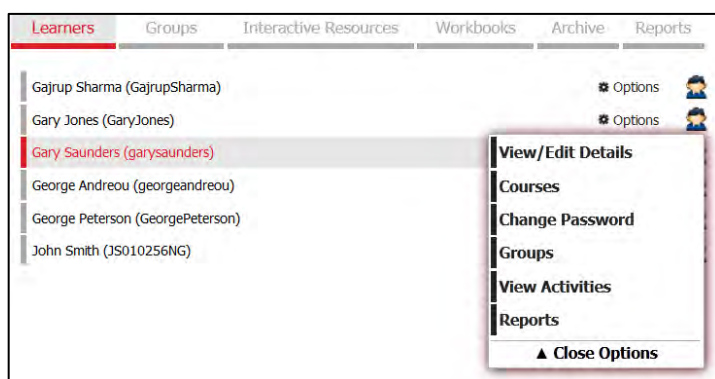 Learners Groups Interactive Resources Workbooks Archive Reports
Gajrup Sharma (GajrupSharma) Options
Gary Jones (GaryJones) Options
Gary Saunders (garysaunders)
George Andreou (georgeandreou)
George Peterson (GeorgePeterson)
John Smith (JS010256NG)
View/Edit Details
Courses
Change Password
Groups
View Activities
Reports
▲ Close Options